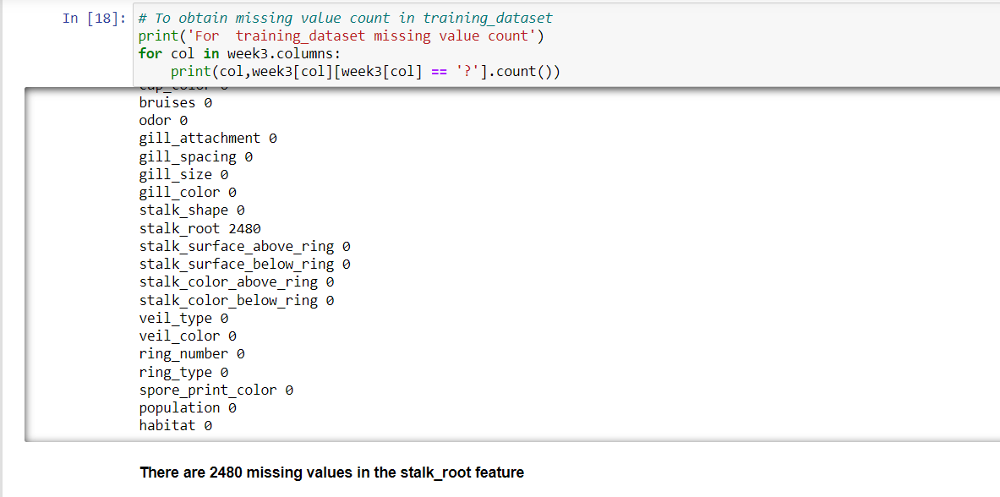 In [18]: # To obtain missing value count in training_dataset
print('For  training_dataset missing value count')
for col in week3.columns:
    print(col,week3[col][week3[col] == '?'].count())
bruises 0
odor 0
gill_attachment 0
gill_spacing 0
gill_size 0
gill_color 0
stalk_shape 0
stalk_root 2480
stalk_surface_above_ring 0
stalk_surface_below_ring 0
stalk_color_above_ring 0
stalk_color_below_ring 0
veil_type 0
veil_color 0
ring_number 0
ring_type 0
spore_print_color 0
population 0
habitat 0
There are 2480 missing values in the stalk_root feature